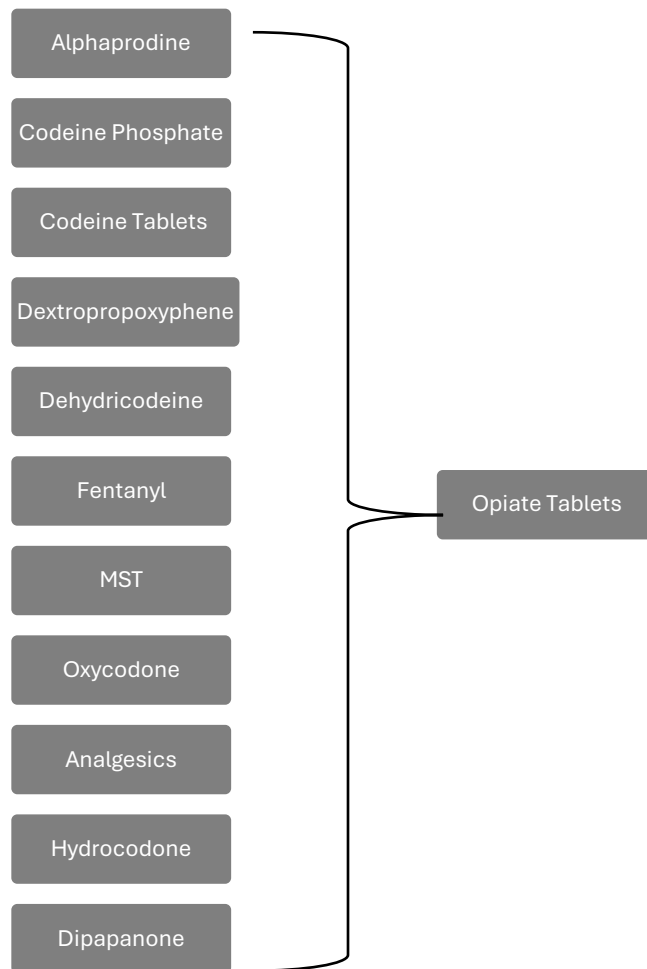 Alphaprodine
Codeine Phosphate
Codeine Tablets
Dextropropoxyphene
Dehydricodeine
Fentanyl
MST
Oxycodone
Analgesics
Hydrocodone
Dipapanone
Opiate Tablets